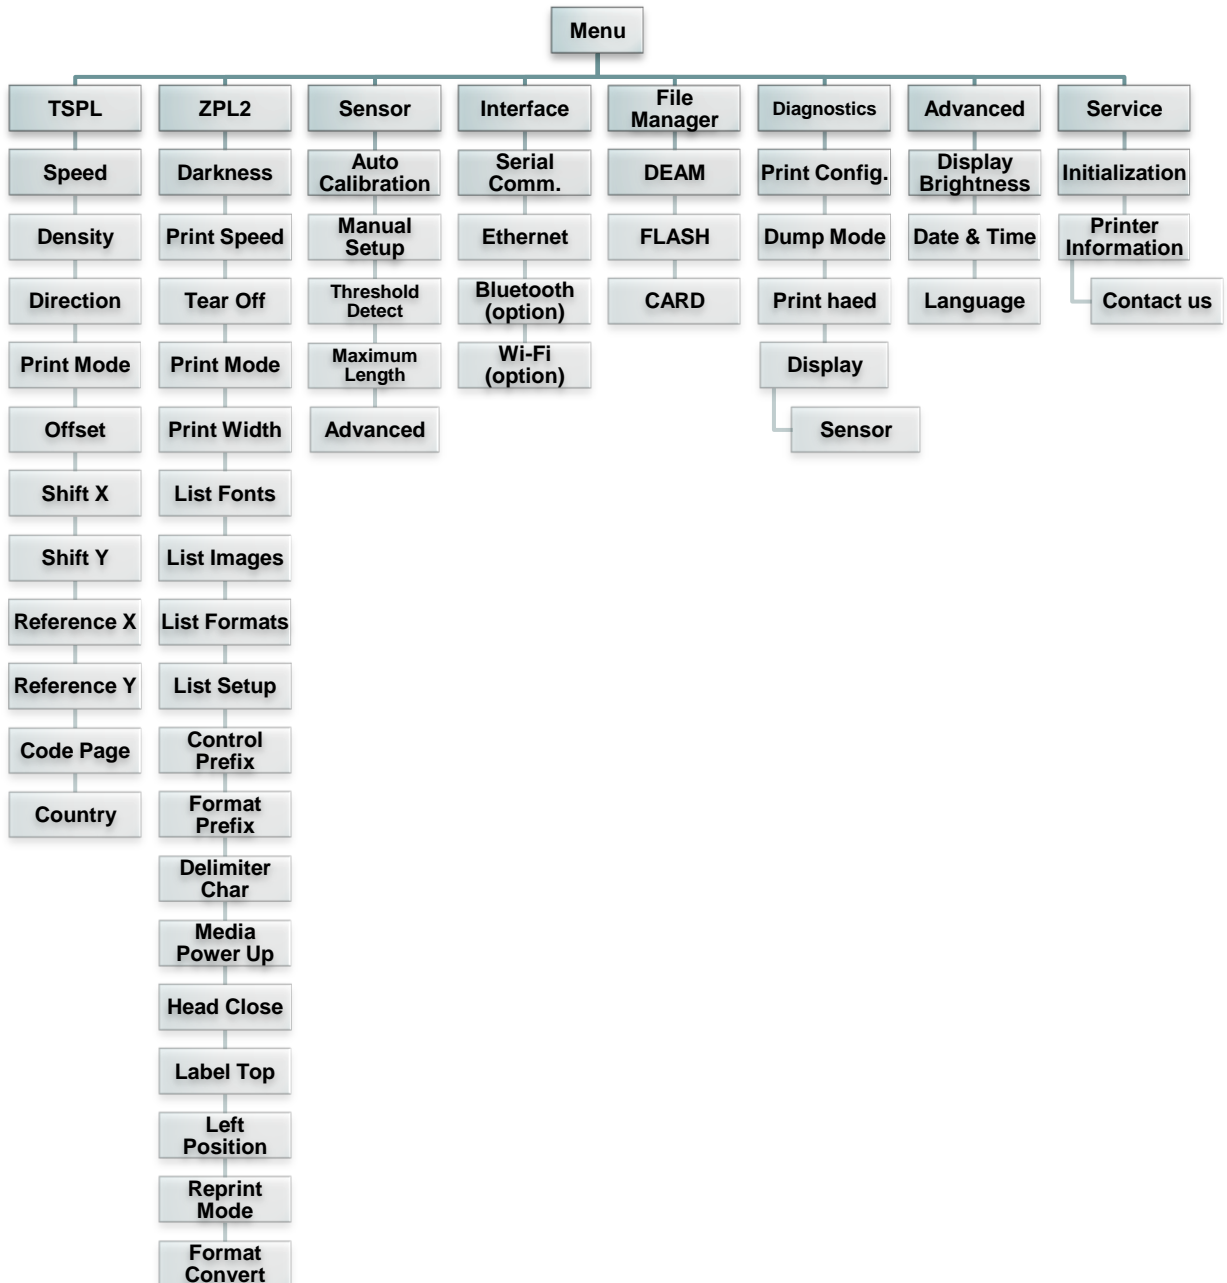 Menu
TSPL
ZPL2
Sensor
Interface
File
Manager
Diagnostics
Advanced
Service
Speed
Darkness
Auto
Calibration
Serial
Comm.
DEAM
Print Config.
Display
Brightness
Initialization
Density
Print Speed
Manual
Setup
Ethernet
FLASH
Dump Mode
Date & Time
Printer
Information
Direction
Tear Off
Threshold
Detect
Bluetooth
(option)
CARD
Print haed
Language
Contact us
Print Mode
Print Mode
Maximum
Length
Wi-Fi
(option)
Display
Offset
Print Width
Advanced
Sensor
Shift X
List Fonts
Shift Y
List Images
Reference X
List Formats
Reference Y
List Setup
Code Page
Control
Prefix
Country
Format
Prefix
Delimiter
Char
Media
Power Up
Head Close
Label Top
Left
Position
Reprint
Mode
Format
Convert